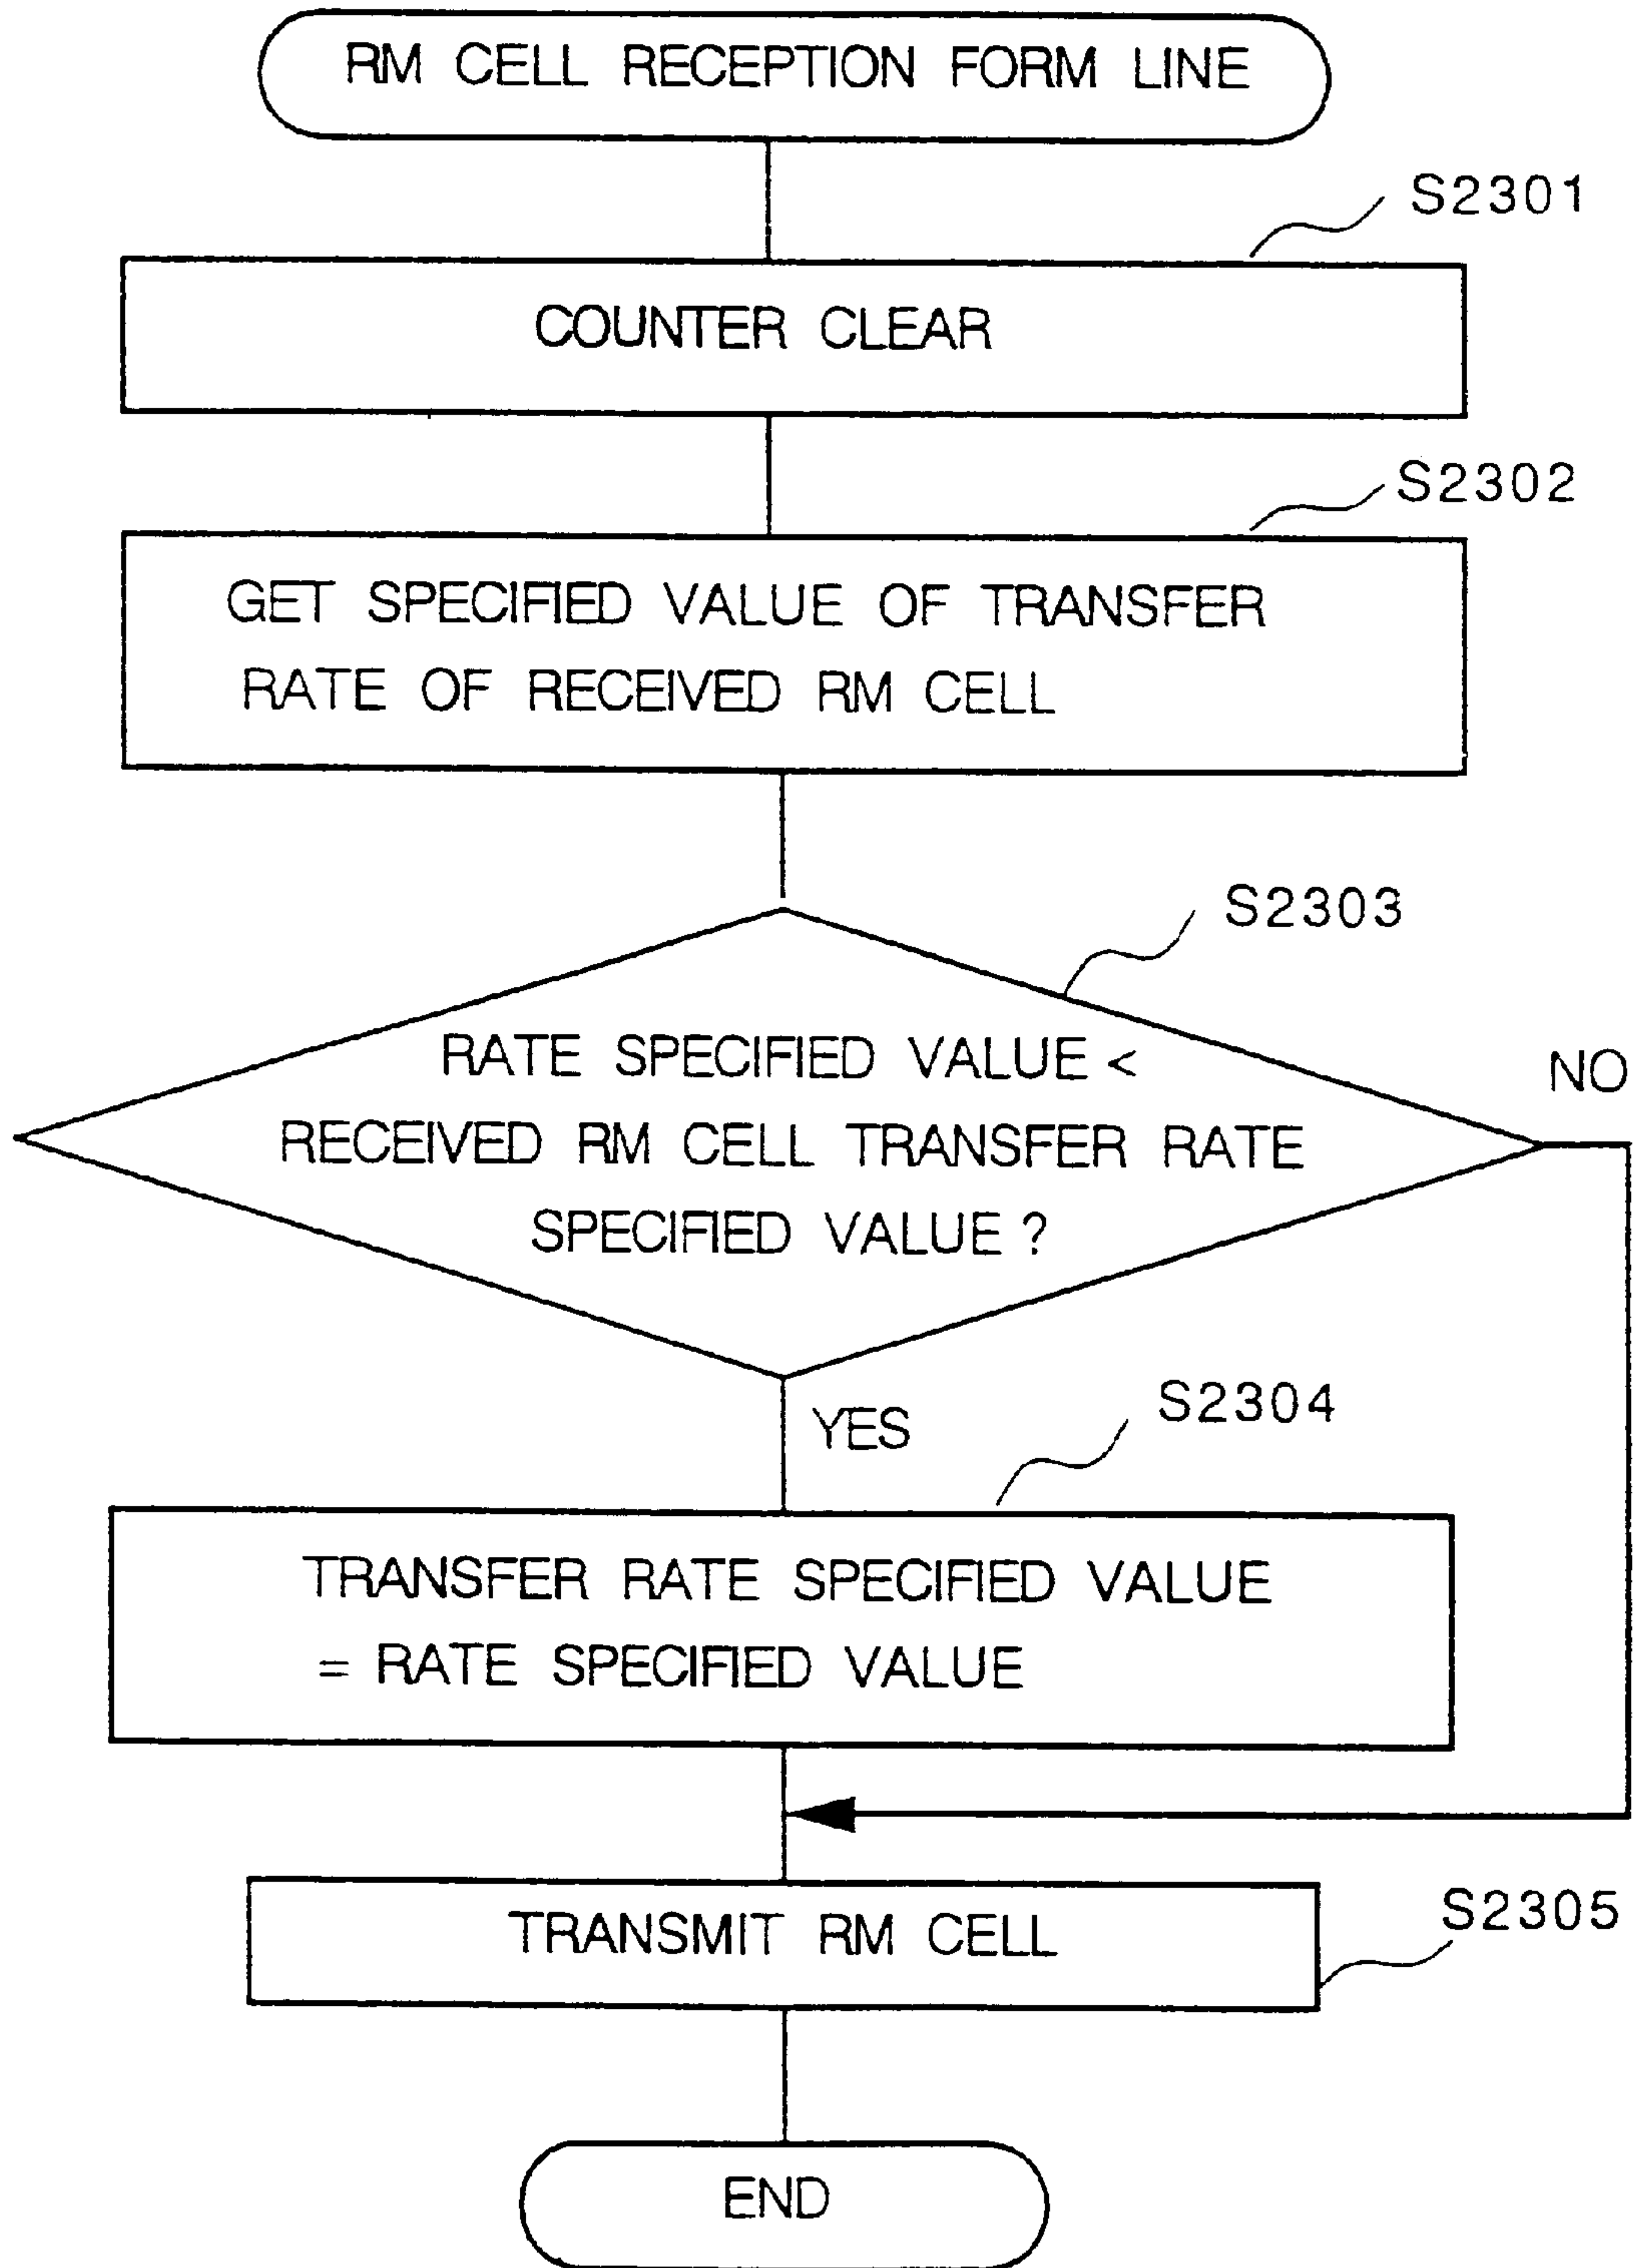 RM CELL RECEPTION FORM LINE
S2301
COUNTER CLEAR
S2302
GET SPECIFIED VALUE OF TRANSFER
RATE OF RECEIVED RM CELL
S2303
RATE SPECIFIED VALUE <
RECEIVED RM CELL TRANSFER RATE
SPECIFIED VALUE ?
NO
YES
S2304
TRANSFER RATE SPECIFIED VALUE
= RATE SPECIFIED VALUE
TRANSMIT RM CELL
S2305
END